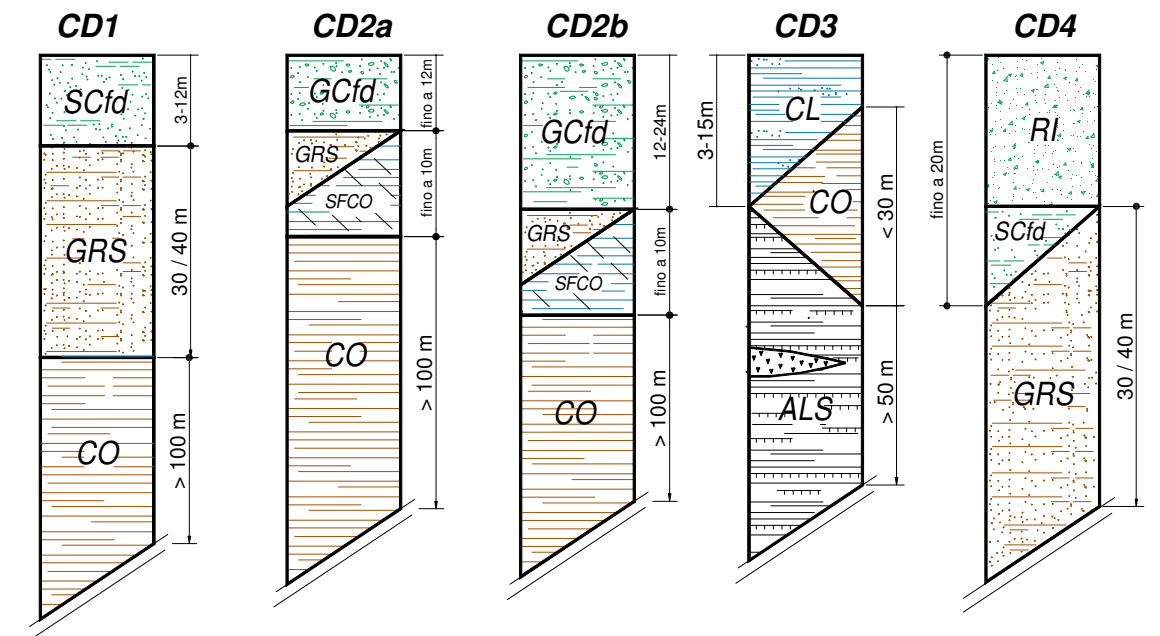 CD1
SCfd
GRS
CO
3-12m
30 / 40 m
> 100 m
CD2a
GCfd
GRS
SFCO
CO
fino a 12m
fino a 10m
> 100 m
CD2b
GCfd
GRS
SFCO
CO
12-24m
fino a 10m
> 100 m
CD3
3-15m
CL
CO
ALS
< 30 m
> 50 m
CD4
fino a 20m
RI
SCfd
GRS
30 / 40 m